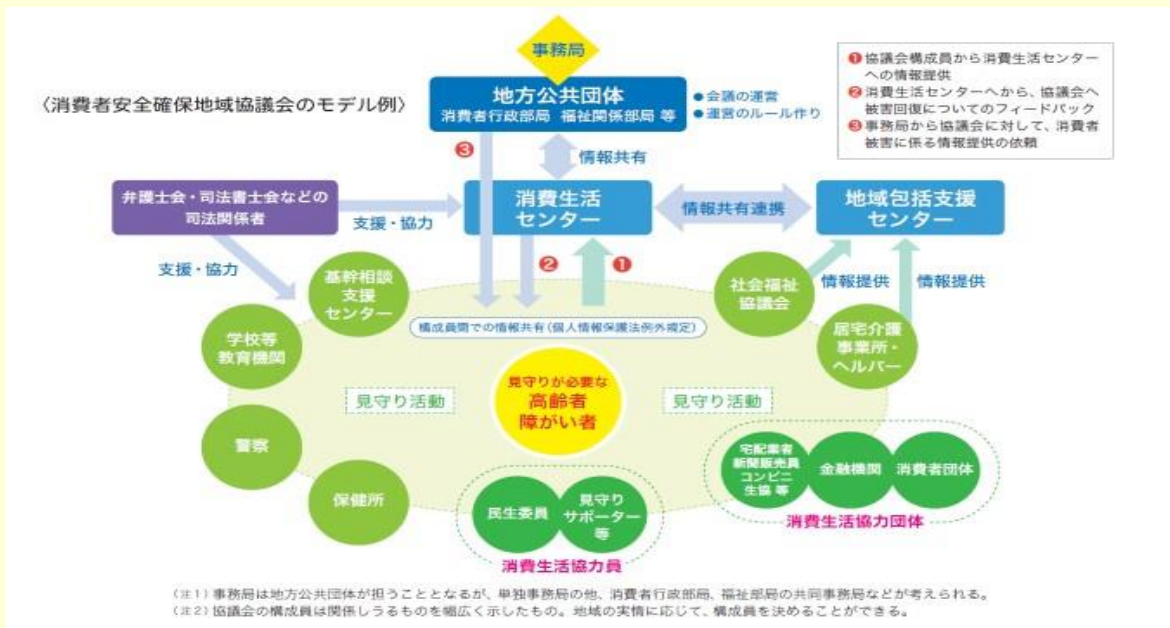 事務局
〈消費者安全確保地域協議会のモデル例〉
地方公共団体
消費者行政部局 福祉関係部局 等
●会議の運営
●運営のルール作り
❶協議会構成員から消費生活センター
への情報提供
❷消費生活センターへから、協議会へ
被害回復についてのフィードバック
❸事務局から協議会に対して、消費者
被害に係る情報提供の依頼
❸
情報共有
弁護士会・司法書士会などの
司法関係者
支援・協力
消費生活
センター
情報共有連携
地域包括支援
センター
支援・協力
❷
❶
基幹相談
支援
センター
社会福祉
協議会
情報提供
情報提供
構成員間での情報共有(個人情報保護法例外規定)
学校等
教育機関
居宅介護
事業所・
ヘルパー
見守りが必要な
高齢者
障がい者
見守り活動
見守り活動
警察
保健所
民生委員
見守り
サポーター
等
消費生活協力員
宅配業者
新聞販売員
コンビニ
生協 等
金融機関
消費者団体
消費生活協力団体
(注1) 事務局は地方公共団体が担うこととなるが、単独事務局の他、消費者行政部局、福祉部局の共同事務局などが考えられる。
(注2) 協議会の構成員は関係しうるものを幅広く示したもの。地域の実情に応じて、構成員を決めることができる。